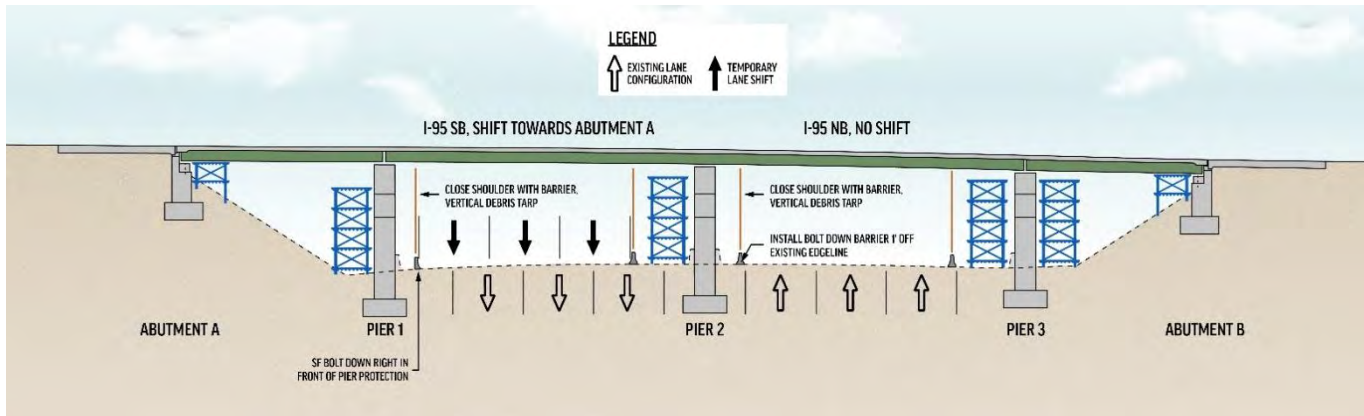 LEGEND
EXISTING LANE
CONFIGURATION
TEMPORARY
LANE SHIFT
I-95 SB, SHIFT TOWARDS ABUTMENT A
I-95 NB, NO SHIFT
CLOSE SHOULDER WITH BARRIER,
VERTICAL DEBRIS TARP
CLOSE SHOULDER WITH BARRIER,
VERTICAL DEBRIS TARP
INSTALL BOLT DOWN BARRIER 1' OFF
EXISTING EDGELINE
ABUTMENT A
PIER 1
PIER 2
PIER 3
ABUTMENT B
SF BOLT DOWN RIGHT IN
FRONT OF PIER PROTECTION